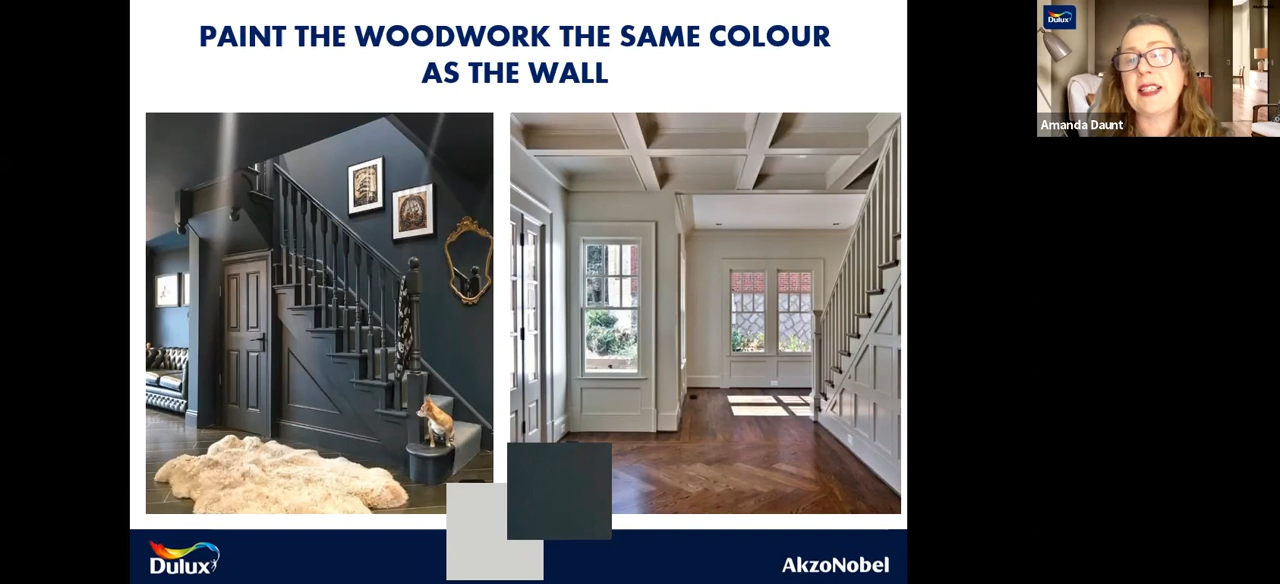 PAINT THE WOODWORK THE SAME COLOUR
AS THE WALL
Dulux
Amanda Daunt
Dulux
AkzoNobel